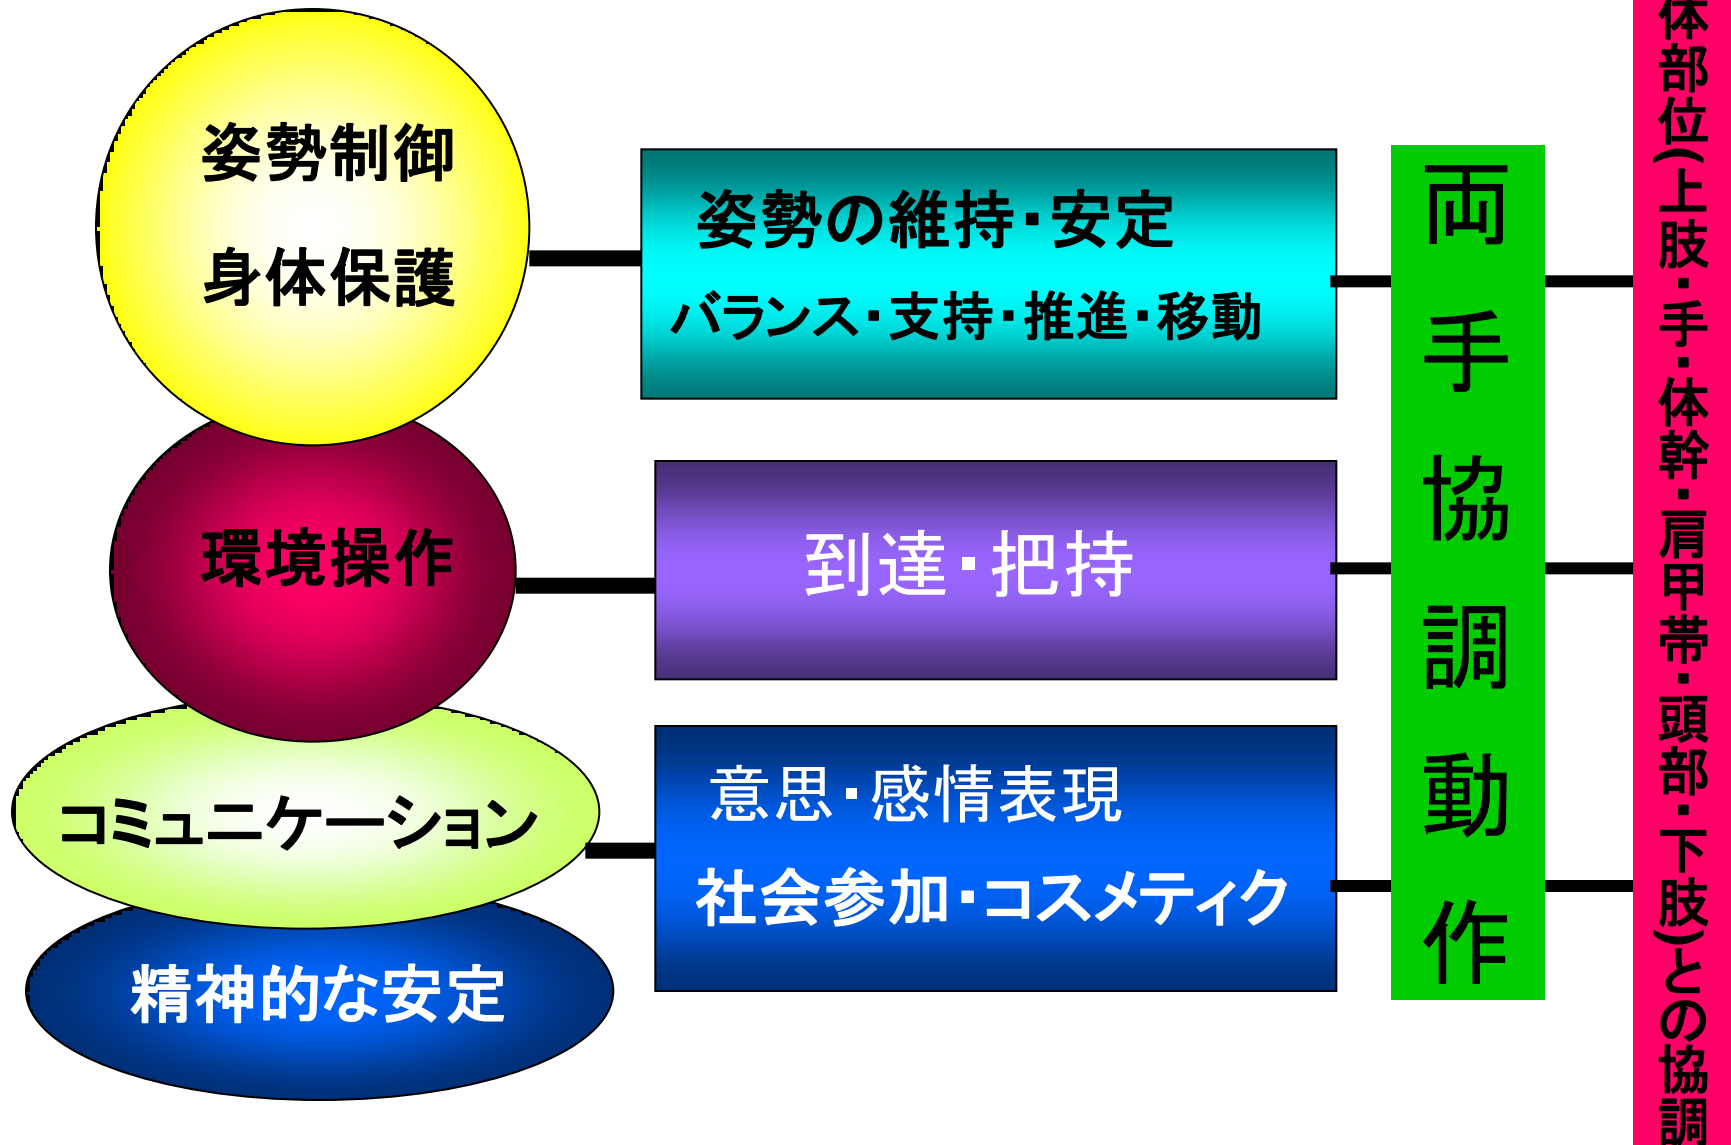 姿勢制御
身体保護
環境操作
コミュニケーション
精神的な安定
姿勢の維持・安定
バランス・支持・推進・移動
到達・把持
意思・感情表現
社会参加・コスメティク
両手協調動作
体部位(上肢・手・体幹・肩甲帯・頭部・下肢)との協調